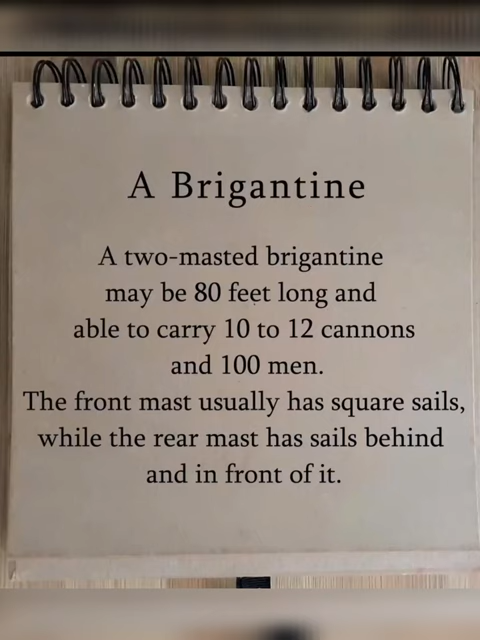 A Brigantine
A two-masted brigantine
may be 80 feet long and
able to carry 10 to 12 cannons
and 100 men.
The front mast usually has square sails,
while the rear mast has sails behind
and in front of it.